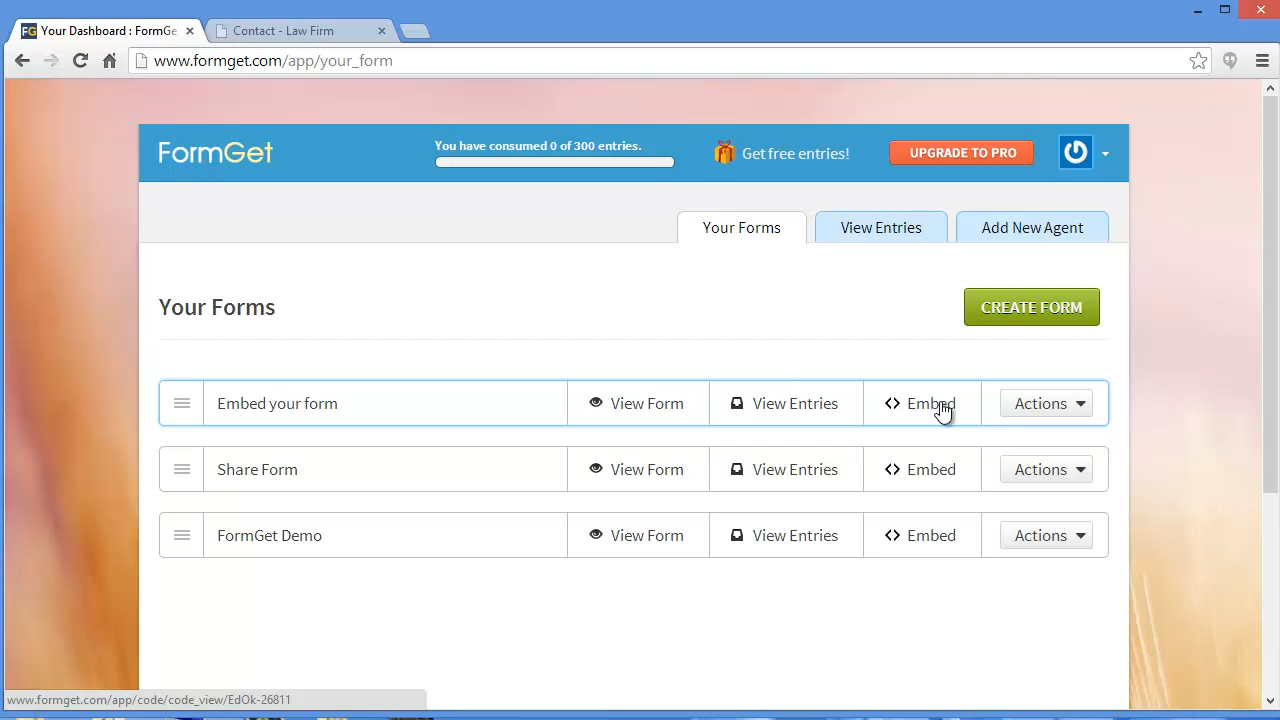 Your Dashboard : FormGe
Contact - Law Firm
www.formget.com/app/your_form
FormGet
You have consumed 0 of 300 entries.
Get free entries!
UPGRADE TO PRO
Your Forms
View Entries
Add New Agent
Your Forms
CREATE FORM
Embed your form
View Form
View Entries
Embed
Actions
Share Form
View Form
View Entries
Embed
Actions
FormGet Demo
View Form
View Entries
Embed
Actions
www.formget.com/app/code/code_view/EdOk-26811